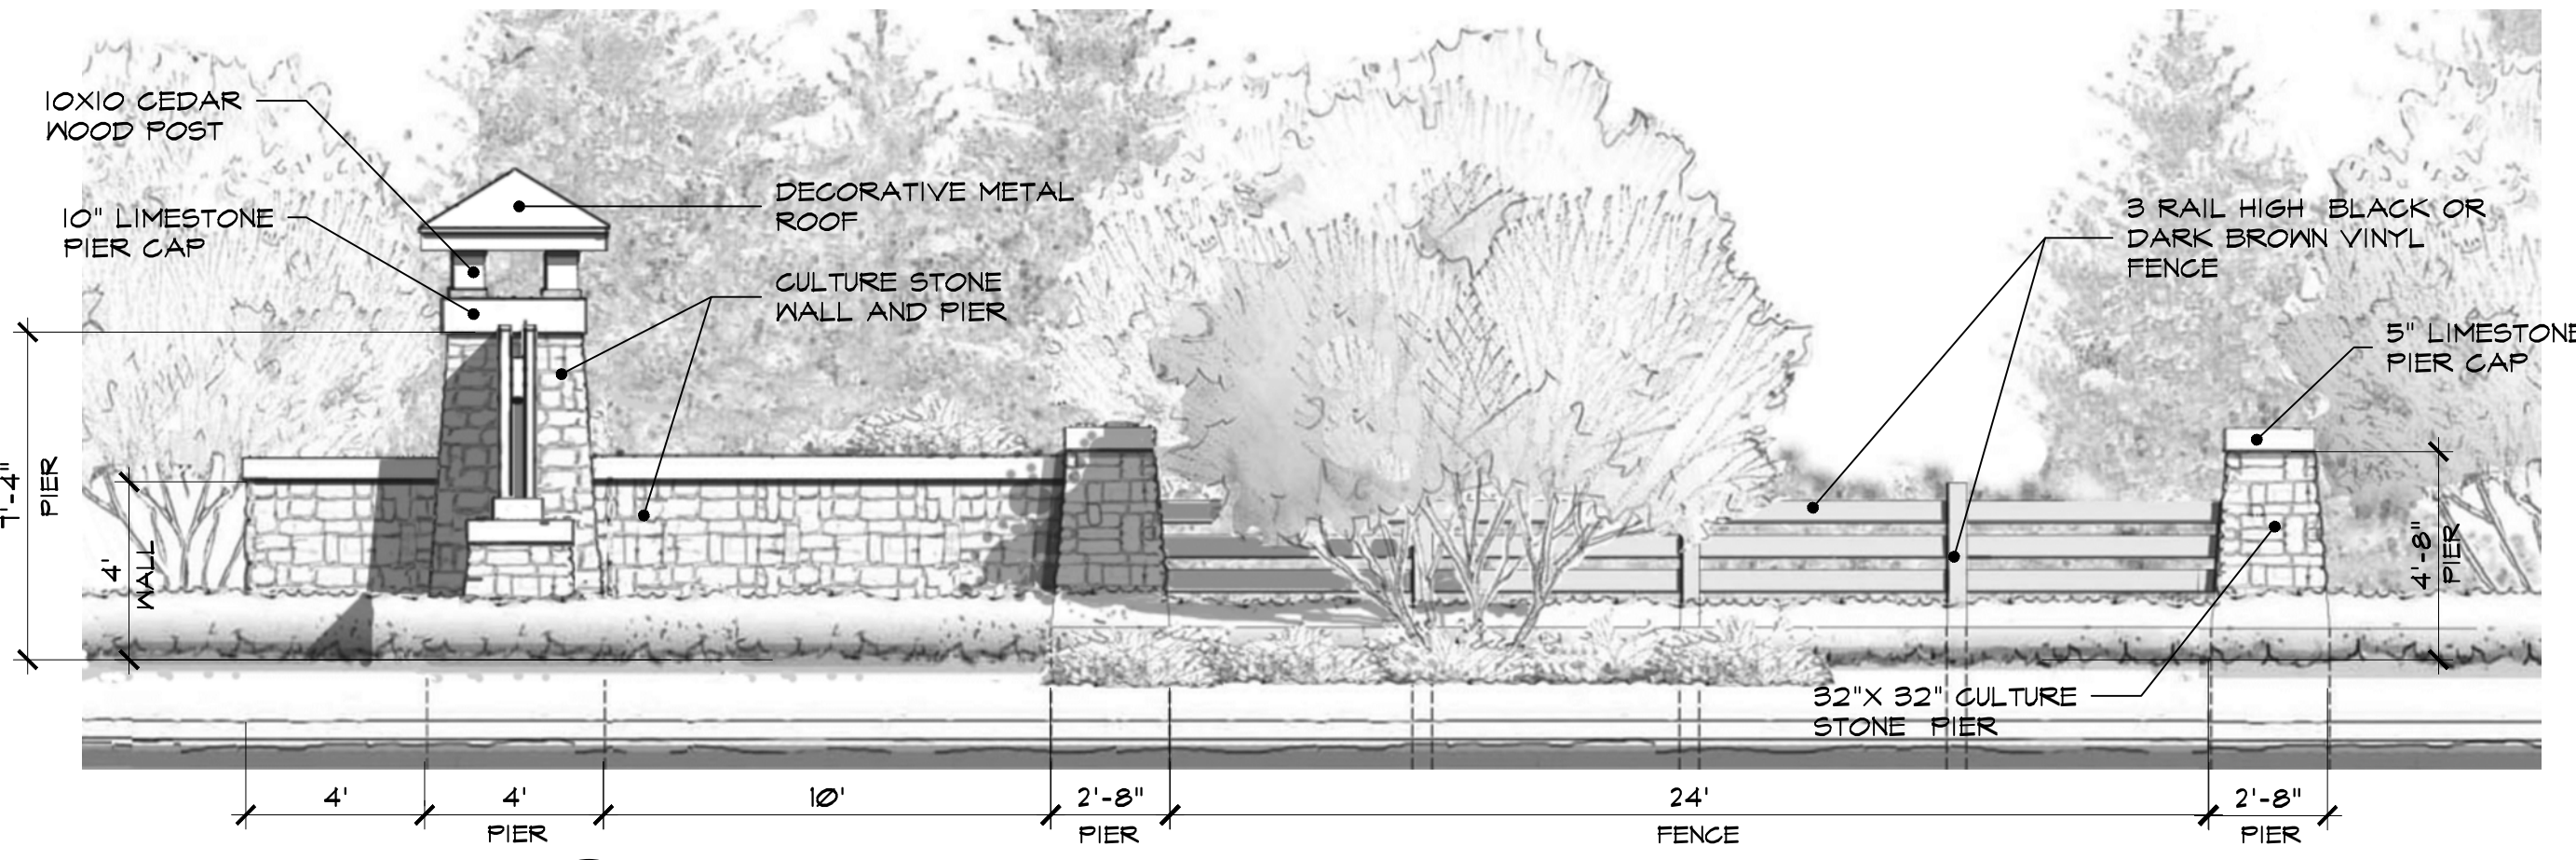 10X10 CEDAR
WOOD POST
10" LIMESTONE
PIER CAP
DECORATIVE METAL
ROOF
CULTURE STONE
WALL AND PIER
3 RAIL HIGH BLACK OR
DARK BROWN VINYL
FENCE
5" LIMESTONE
PIER CAP
7'-4"
PIER
4'
WALL
4'-8"
PIER
32"X 32" CULTURE
STONE PIER
4'
4'
PIER
10'
2'-8"
PIER
24'
FENCE
2'-8"
PIER